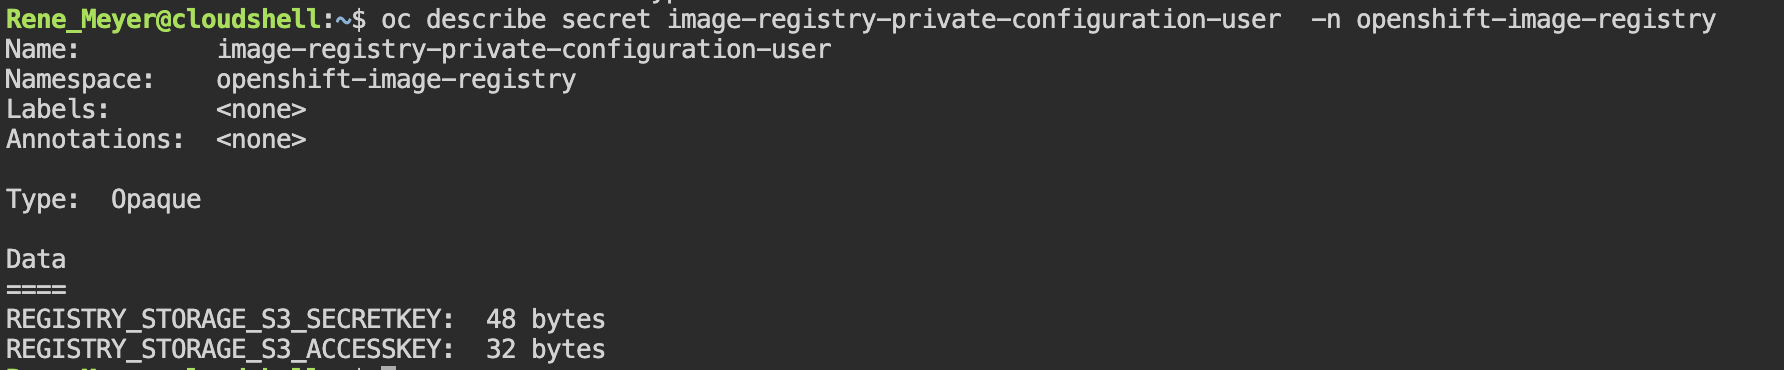 Rene_Meyer@cloudshell:~$ oc describe secret image-registry-private-configuration-user  -n openshift-image-registry
Name:         image-registry-private-configuration-user
Namespace:    openshift-image-registry
Labels:       <none>
Annotations:  <none>

Type:  Opaque

Data
====
REGISTRY_STORAGE_S3_SECRETKEY:  48 bytes
REGISTRY_STORAGE_S3_ACCESSKEY:  32 bytes